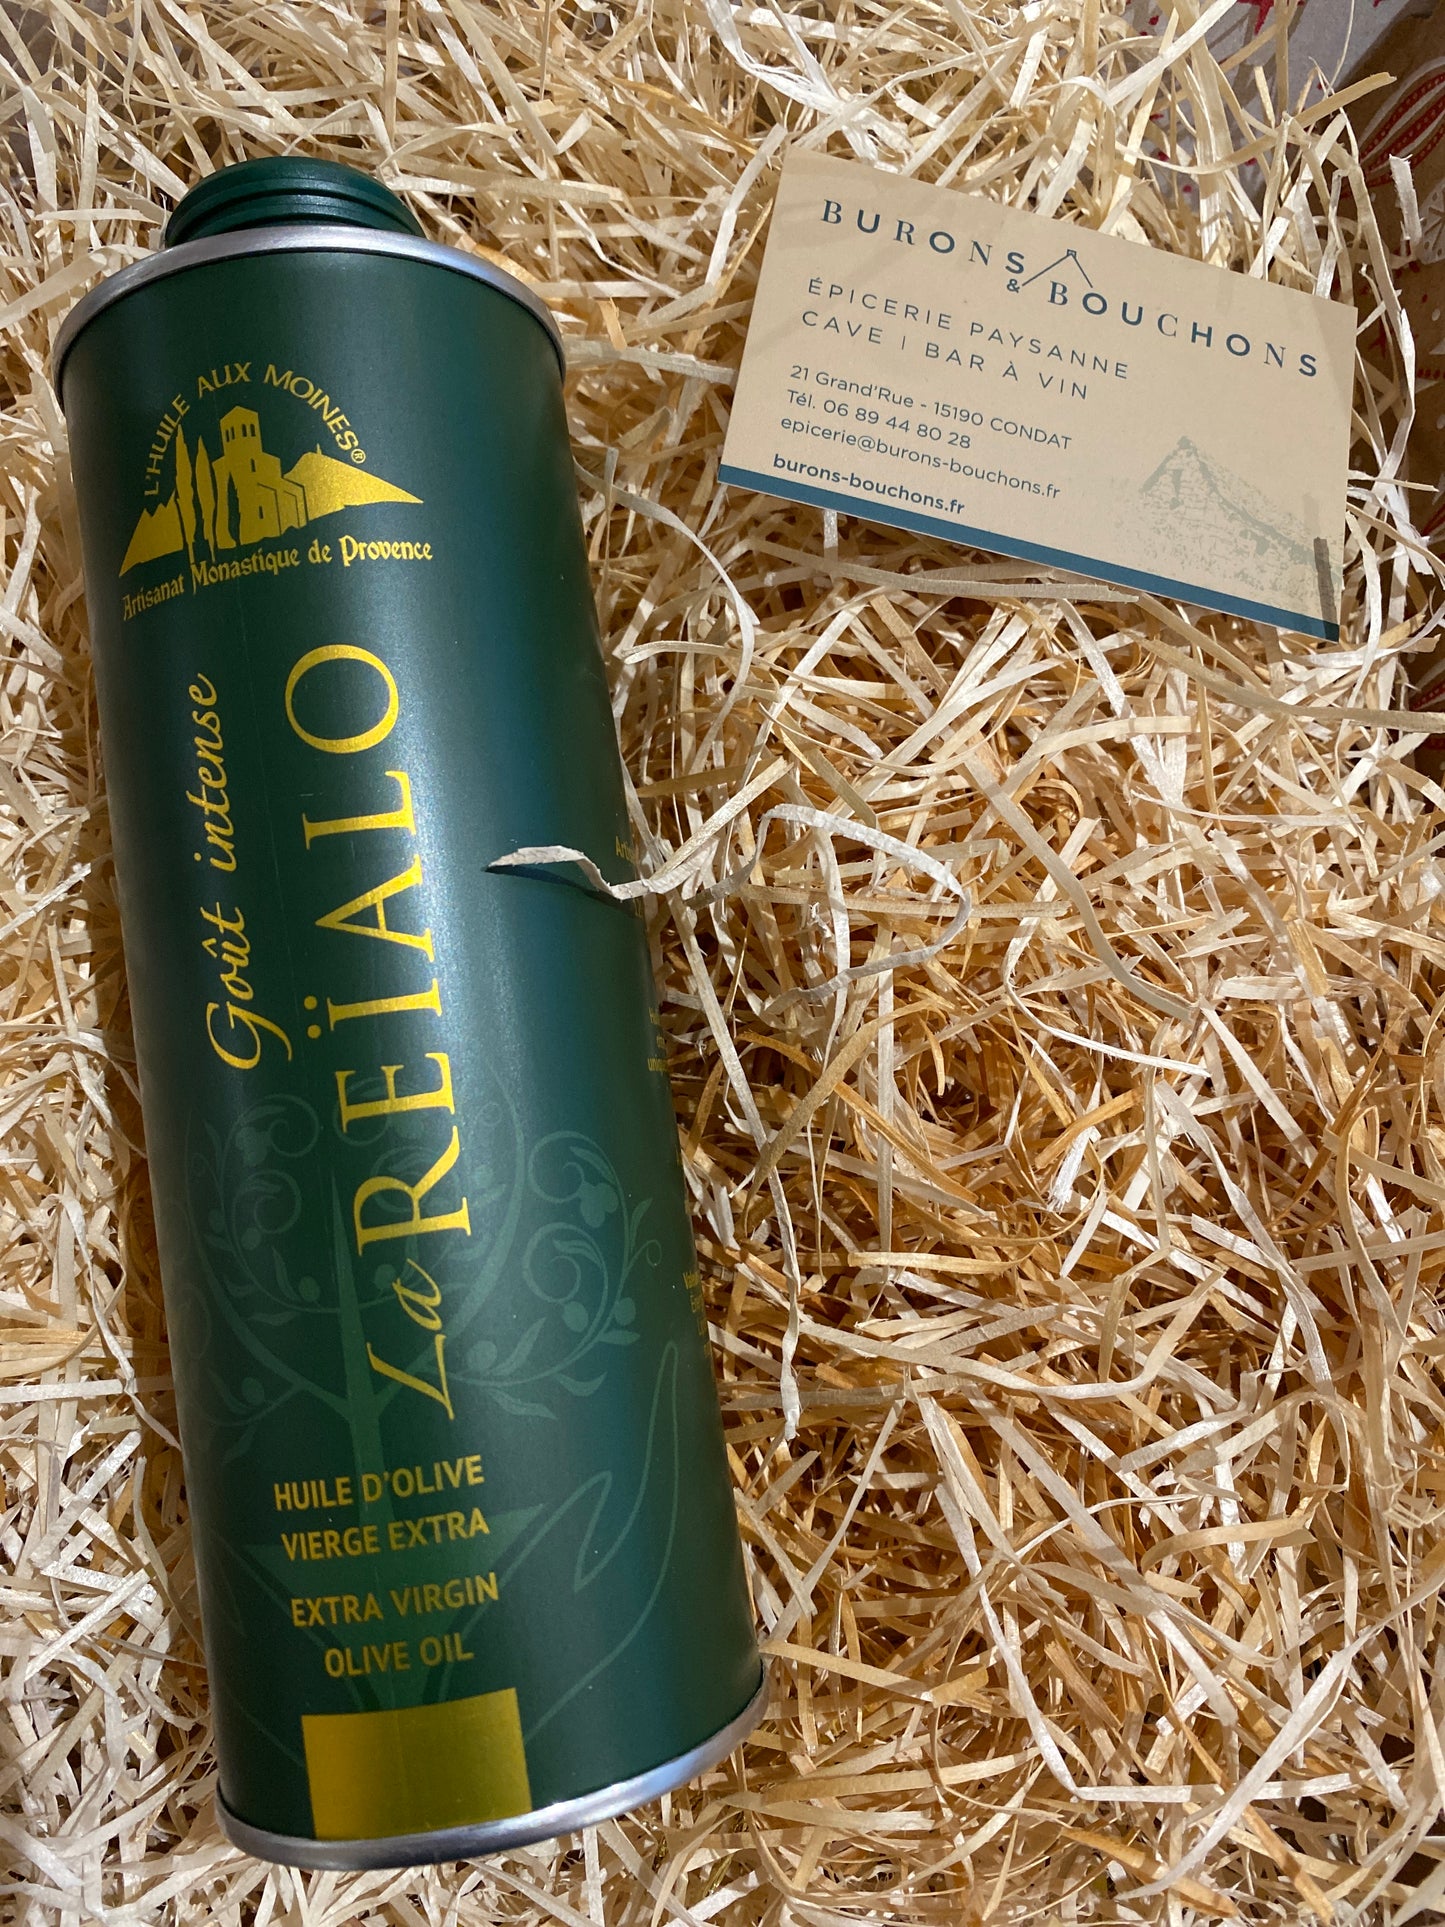 L'HUILE AUX MOINES®
Artisanat Monastique de Provence
Goût intense
La REÏALO
HUILE D'OLIVE
VIERGE EXTRA
EXTRA VIRGIN
OLIVE OIL
BURONS
& BOUCHONS
ÉPICERIE PAYSANNE
CAVE | BAR À VIN
21 Grand'Rue - 15190 CONDAT
Tél. 06 89 44 80 28
epicerie@burons-bouchons.fr
burons-bouchons.fr